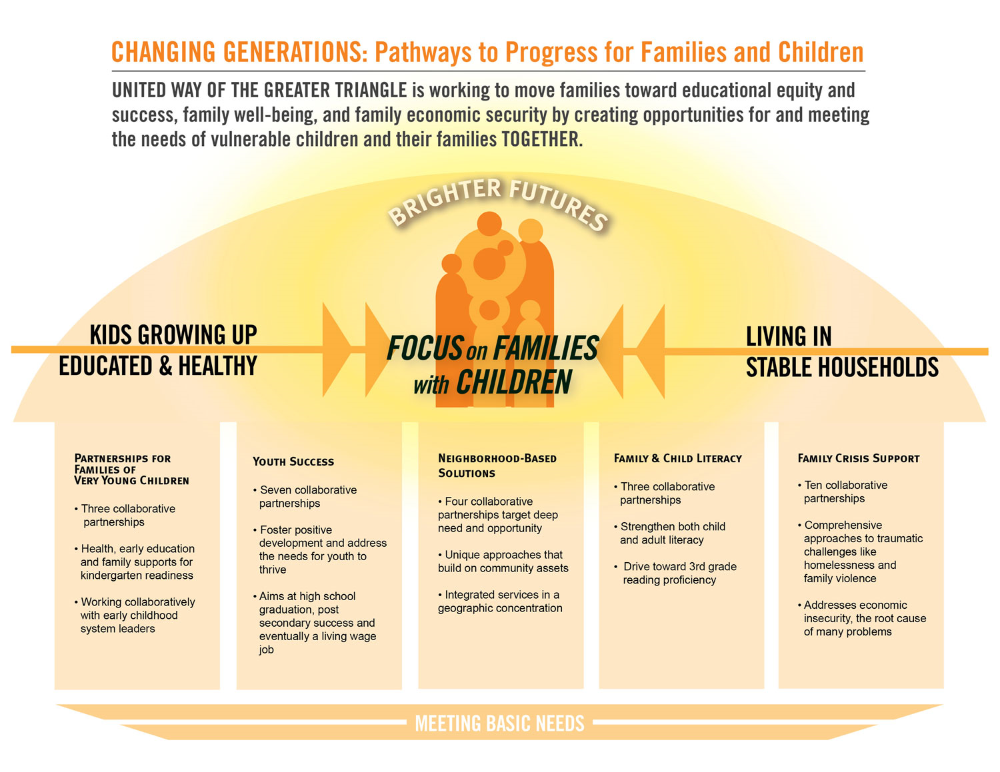 CHANGING GENERATIONS: Pathways to Progress for Families and Children
UNITED WAY OF THE GREATER TRIANGLE is working to move families toward educational equity and
success, family well-being, and family economic security by creating opportunities for and meeting
the needs of vulnerable children and their families TOGETHER.
BRIGHTER FUTURES
KIDS GROWING UP
EDUCATED & HEALTHY
FOCUS on FAMILIES
with CHILDREN
LIVING IN
STABLE HOUSEHOLDS
PARTNERSHIPS FOR
FAMILIES OF
VERY YOUNG CHILDREN
• Three collaborative
partnerships
• Health, early education
and family supports for
kindergarten readiness
• Working collaboratively
with early childhood
system leaders
YOUTH SUCCESS
• Seven collaborative
partnerships
• Foster positive
development and address
the needs for youth to
thrive
• Aims at high school
graduation, post
secondary success and
eventually a living wage
job
NEIGHBORHOOD-BASED
SOLUTIONS
• Four collaborative
partnerships target deep
need and opportunity
• Unique approaches that
build on community assets
• Integrated services in a
geographic concentration
FAMILY & CHILD LITERACY
• Three collaborative
partnerships
• Strengthen both child
and adult literacy
• Drive toward 3rd grade
reading proficiency
FAMILY CRISIS SUPPORT
• Ten collaborative
partnerships
• Comprehensive
approaches to traumatic
challenges like
homelessness and
family violence
• Addresses economic
insecurity, the root cause
of many problems
MEETING BASIC NEEDS